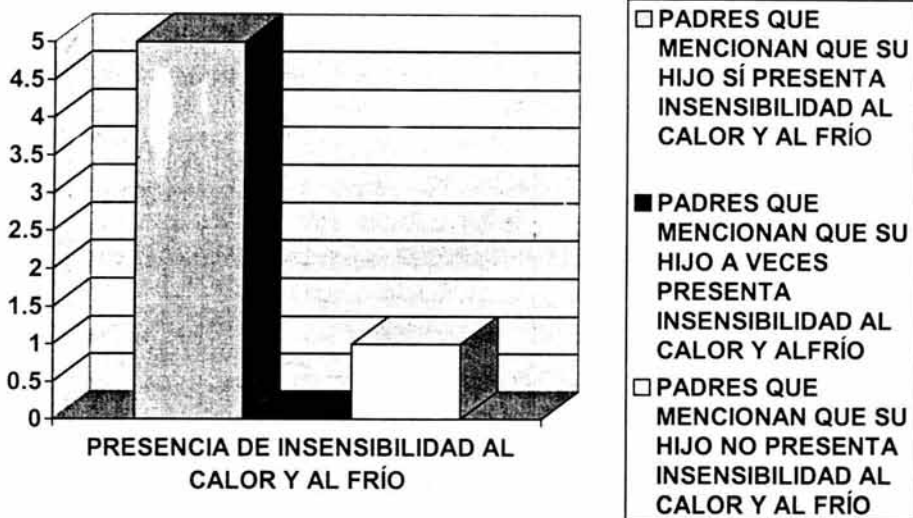 5
4.5
4
3.5
3
2.5
2
1.5
1
0.5
0
PRESENCIA DE INSENSIBILIDAD AL
CALOR Y AL FRÍO
PADRES QUE
MENCIONAN QUE SU
HIJO SÍ PRESENTA
INSENSIBILIDAD AL
CALOR Y AL FRÍO
PADRES QUE
MENCIONAN QUE SU
HIJO A VECES
PRESENTA
INSENSIBILIDAD AL
CALOR Y ALFRÍO
PADRES QUE
MENCIONAN QUE SU
HIJO NO PRESENTA
INSENSIBILIDAD AL
CALOR Y AL FRÍO